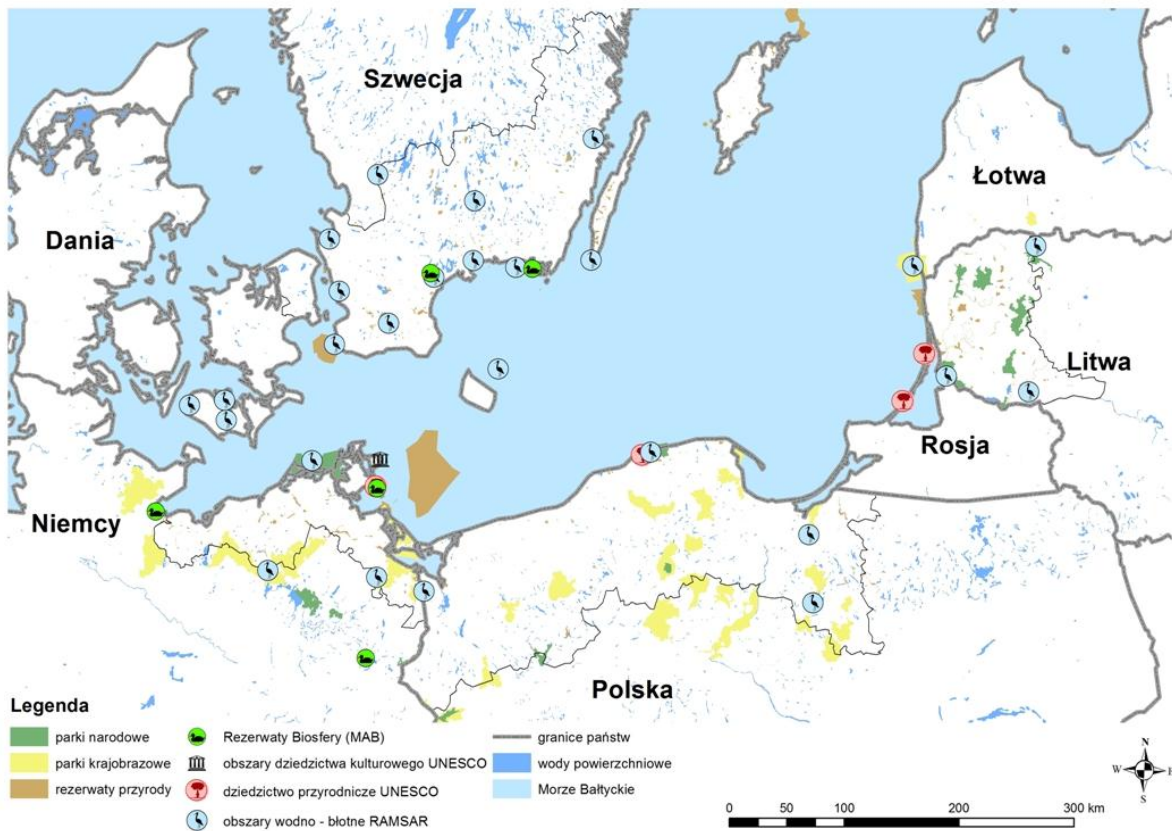 Szwecja
Łotwa
Dania
Litwa
Rosja
Niemcy
Polska
Legenda
parki narodowe
parki krajobrazowe
rezerwaty przyrody
Rezerwaty Biosfery (MAB)
obszary dziedzictwa kulturowego UNESCO
dziedzictwo przyrodnicze UNESCO
obszary wodno - błotne RAMSAR
granice państw
wody powierzchniowe
Morze Bałtyckie
N
W E
S
0 50 100 200 300 km